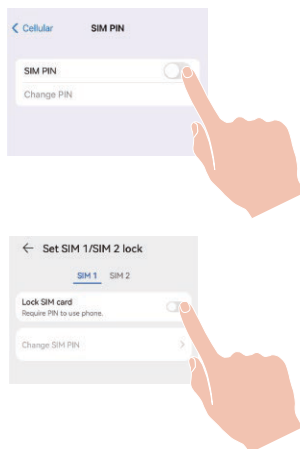 Cellular SIM PIN
SIM PIN
Change PIN
Set SIM 1/SIM 2 lock
SIM 1 SIM 2
Lock SIM card
Require PIN to use phone.
Change SIM PIN